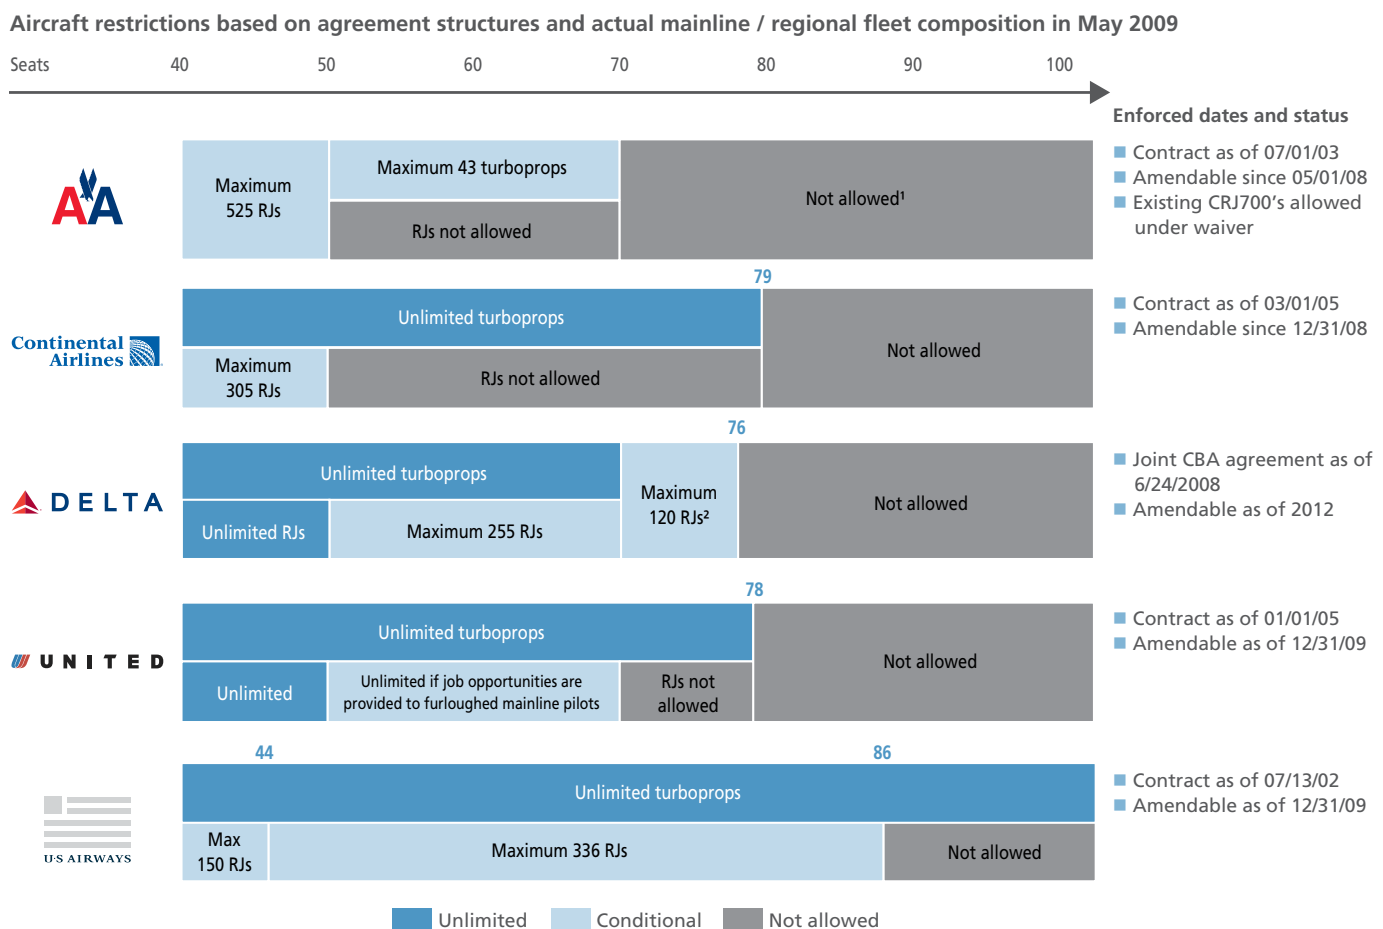 Aircraft restrictions based on agreement structures and actual mainline / regional fleet composition in May 2009
Seats 40 50 60 70 80 90 100
Enforced dates and status
AA
Maximum
525 RJs
Maximum 43 turboprops
RJs not allowed
Not allowed¹
Contract as of 07/01/03
Amendable since 05/01/08
Existing CRJ700's allowed
under waiver
79
Continental
Airlines
Unlimited turboprops
Maximum
305 RJs
RJs not allowed
Not allowed
Contract as of 03/01/05
Amendable since 12/31/08
76
DELTA
Unlimited turboprops
Unlimited RJs
Maximum 255 RJs
Maximum
120 RJs²
Not allowed
Joint CBA agreement as of
6/24/2008
Amendable as of 2012
78
UNITED
Unlimited turboprops
Unlimited
Unlimited if job opportunities are
provided to furloughed mainline pilots
RJs not
allowed
Not allowed
Contract as of 01/01/05
Amendable as of 12/31/09
44 86
U·S AIRWAYS
Unlimited turboprops
Max
150 RJs
Maximum 336 RJs
Not allowed
Contract as of 07/13/02
Amendable as of 12/31/09
Unlimited Conditional Not allowed